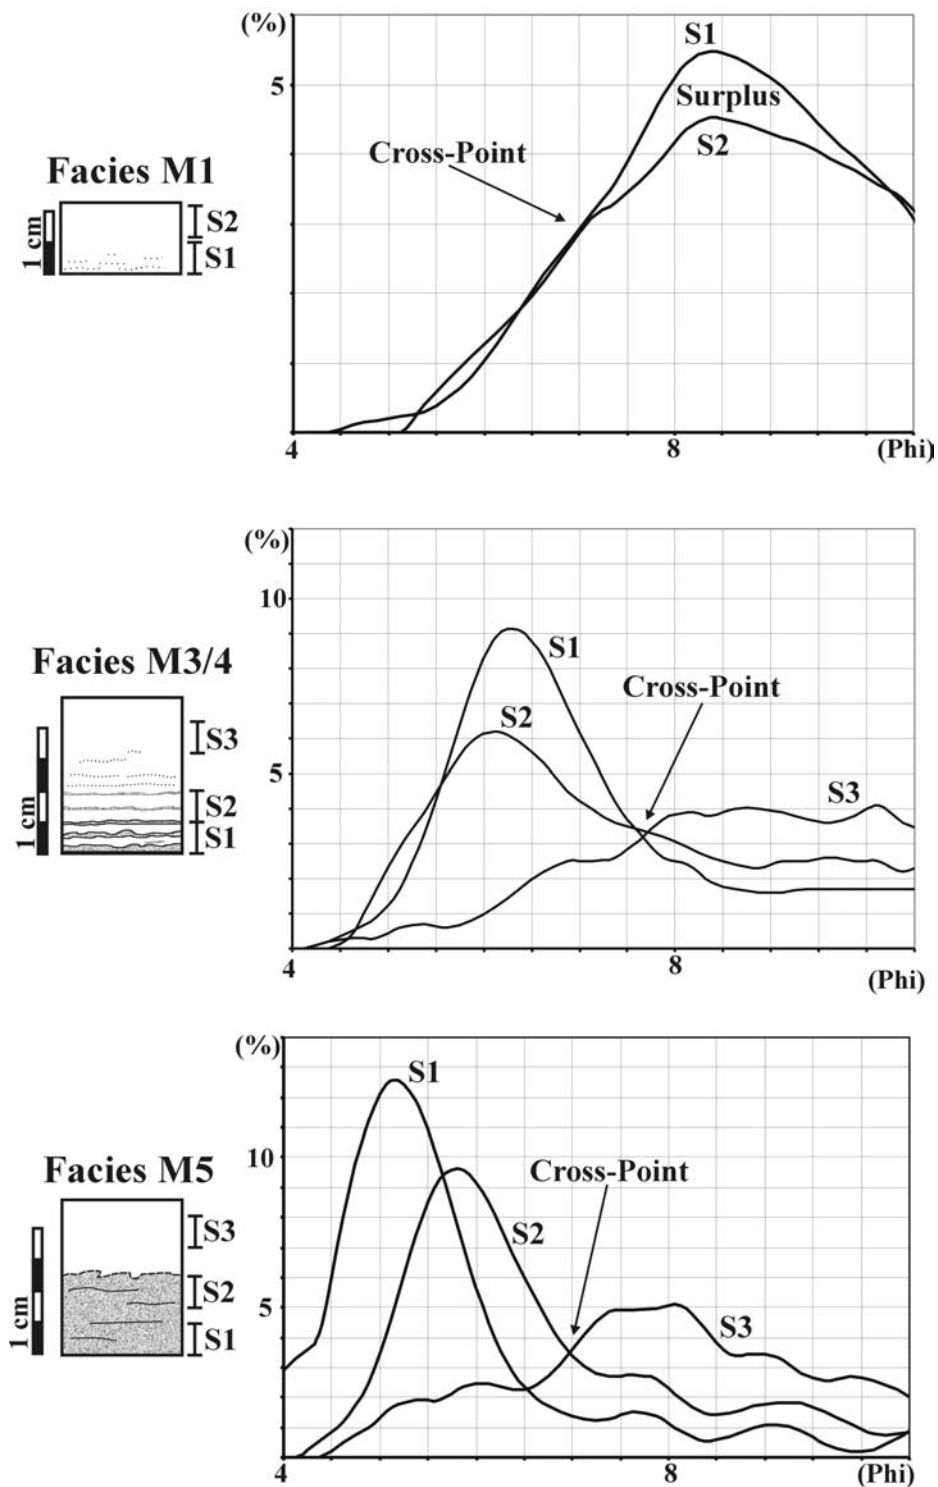 (%)
S1
5
Surplus
S2
Cross-Point
Facies M1
S2
S1
1 cm
4
8
(Phi)
(%)
10
S1
Facies M3/4
Cross-Point
S2
S3
5
S3
S2
S1
1 cm
4
8
(Phi)
(%)
S1
10
Facies M5
Cross-Point
S2
S3
S2
5
S3
S1
1 cm
4
8
(Phi)